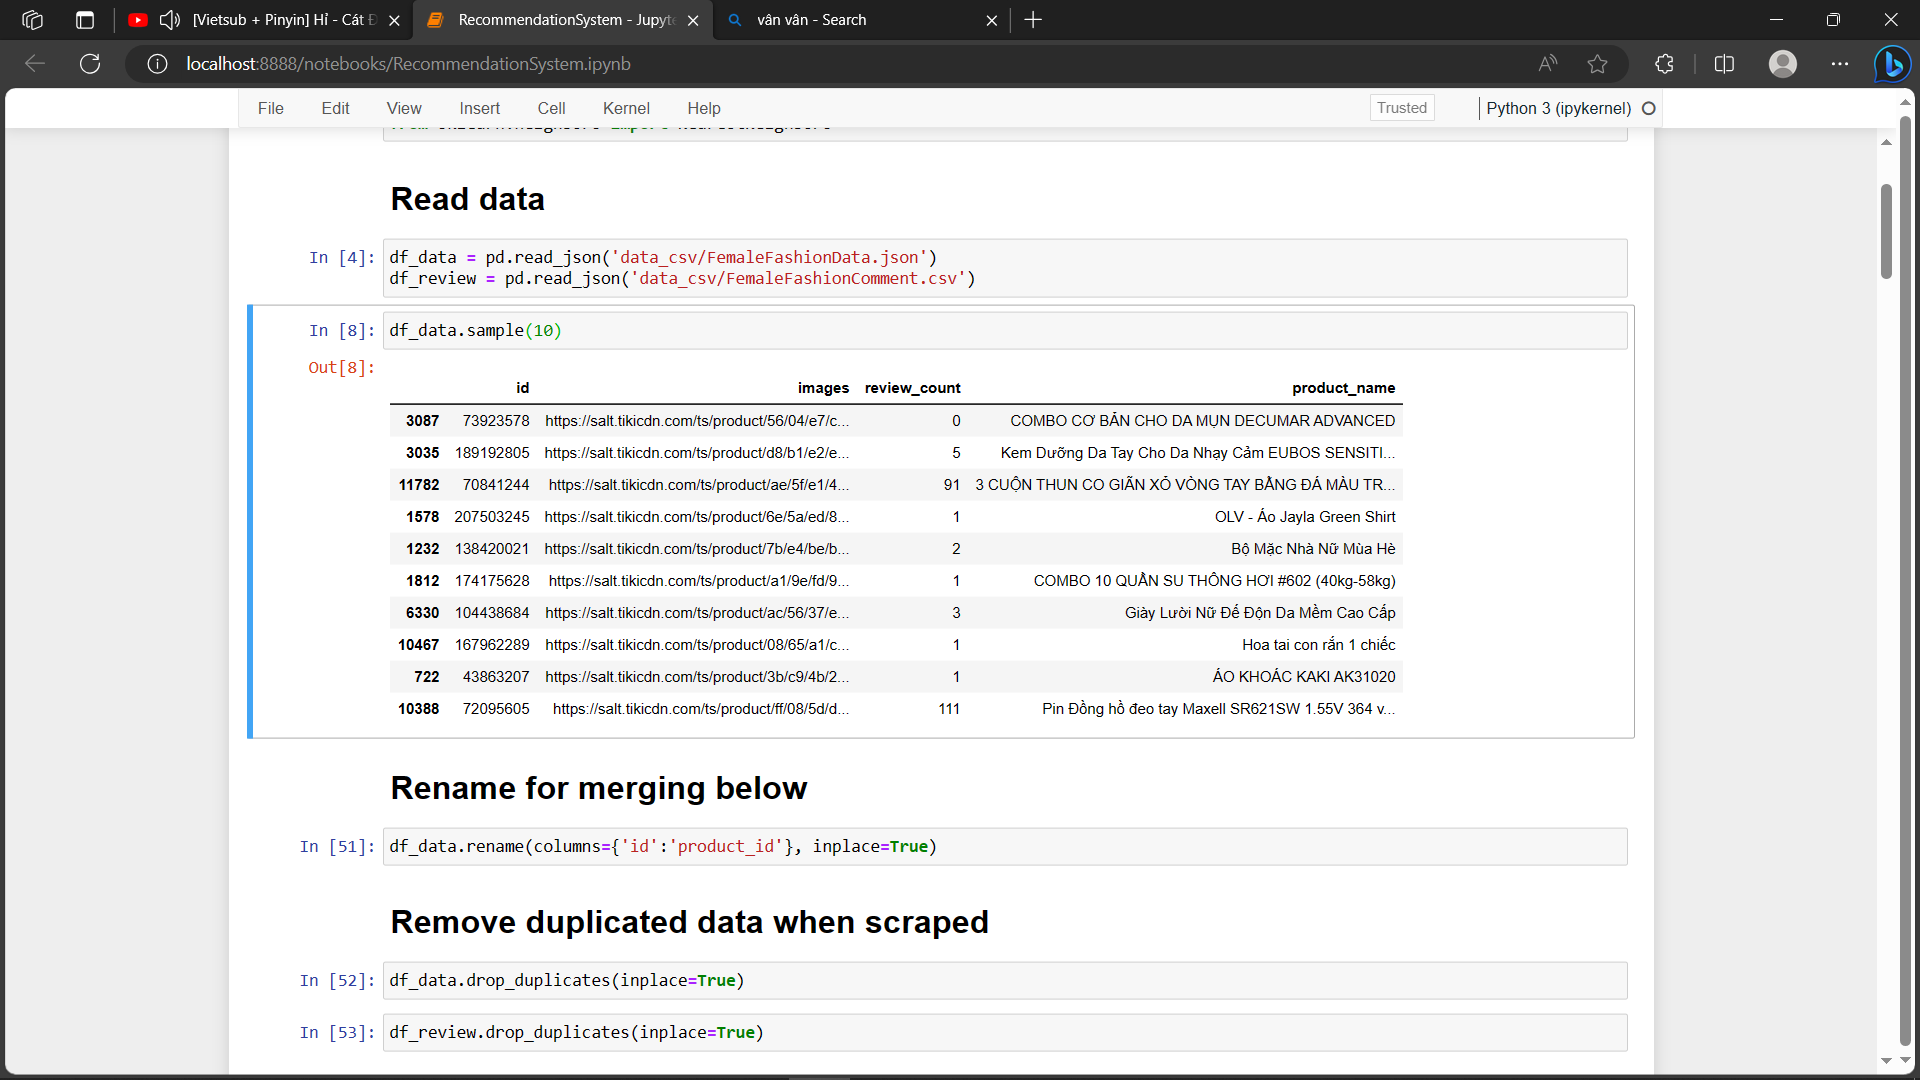 [Vietsub + Pinyin] Hỉ - Cát Đ
RecommendationSystem - Jupyte
vân vân - Search
localhost:8888/notebooks/RecommendationSystem.ipynb
File Edit View Insert Cell Kernel Help Trusted Python 3 (ipykernel)
Read data
In [4]: df_data = pd.read_json('data_csv/FemaleFashionData.json')
df_review = pd.read_json('data_csv/FemaleFashionComment.csv')
In [8]: df_data.sample(10)
Out[8]:
id images review_count product_name
3087 73923578 https://salt.tikicdn.com/ts/product/56/04/e7/c... 0 COMBO CƠ BẢN CHO DA MỤN DECUMAR ADVANCED
3035 189192805 https://salt.tikicdn.com/ts/product/d8/b1/e2/e... 5 Kem Dưỡng Da Tay Cho Da Nhạy Cảm EUBOS SENSITI...
11782 70841244 https://salt.tikicdn.com/ts/product/ae/5f/e1/4... 91 3 CUỘN THUN CO GIÃN XỎ VÒNG TAY BẰNG ĐÁ MÀU TR...
1578 207503245 https://salt.tikicdn.com/ts/product/6e/5a/ed/8... 1 OLV - Áo Jayla Green Shirt
1232 138420021 https://salt.tikicdn.com/ts/product/7b/e4/be/b... 2 Bộ Mặc Nhà Nữ Mùa Hè
1812 174175628 https://salt.tikicdn.com/ts/product/a1/9e/fd/9... 1 COMBO 10 QUẦN SU THÔNG HƠI #602 (40kg-58kg)
6330 104438684 https://salt.tikicdn.com/ts/product/ac/56/37/e... 3 Giày Lười Nữ Đế Độn Da Mềm Cao Cấp
10467 167962289 https://salt.tikicdn.com/ts/product/08/65/a1/c... 1 Hoa tai con rắn 1 chiếc
722 43863207 https://salt.tikicdn.com/ts/product/3b/c9/4b/2... 1 ÁO KHOÁC KAKI AK31020
10388 72095605 https://salt.tikicdn.com/ts/product/ff/08/5d/d... 111 Pin Đồng hồ đeo tay Maxell SR621SW 1.55V 364 v...
Rename for merging below
In [51]: df_data.rename(columns={'id':'product_id'}, inplace=True)
Remove duplicated data when scraped
In [52]: df_data.drop_duplicates(inplace=True)
In [53]: df_review.drop_duplicates(inplace=True)